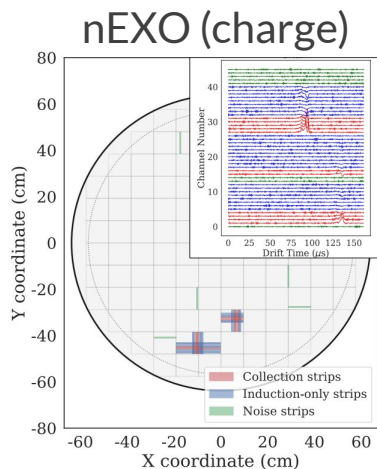 nEXO (charge)
80
60
40
20
0
-20
-40
-60
-80
Y coordinate (cm)
-60 -40 -20 0 20 40 60
X coordinate (cm)
40
30
20
10
0
Channel Number
0 25 50 75 100 125 150
Drift Time (μs)
Collection strips
Induction-only strips
Noise strips